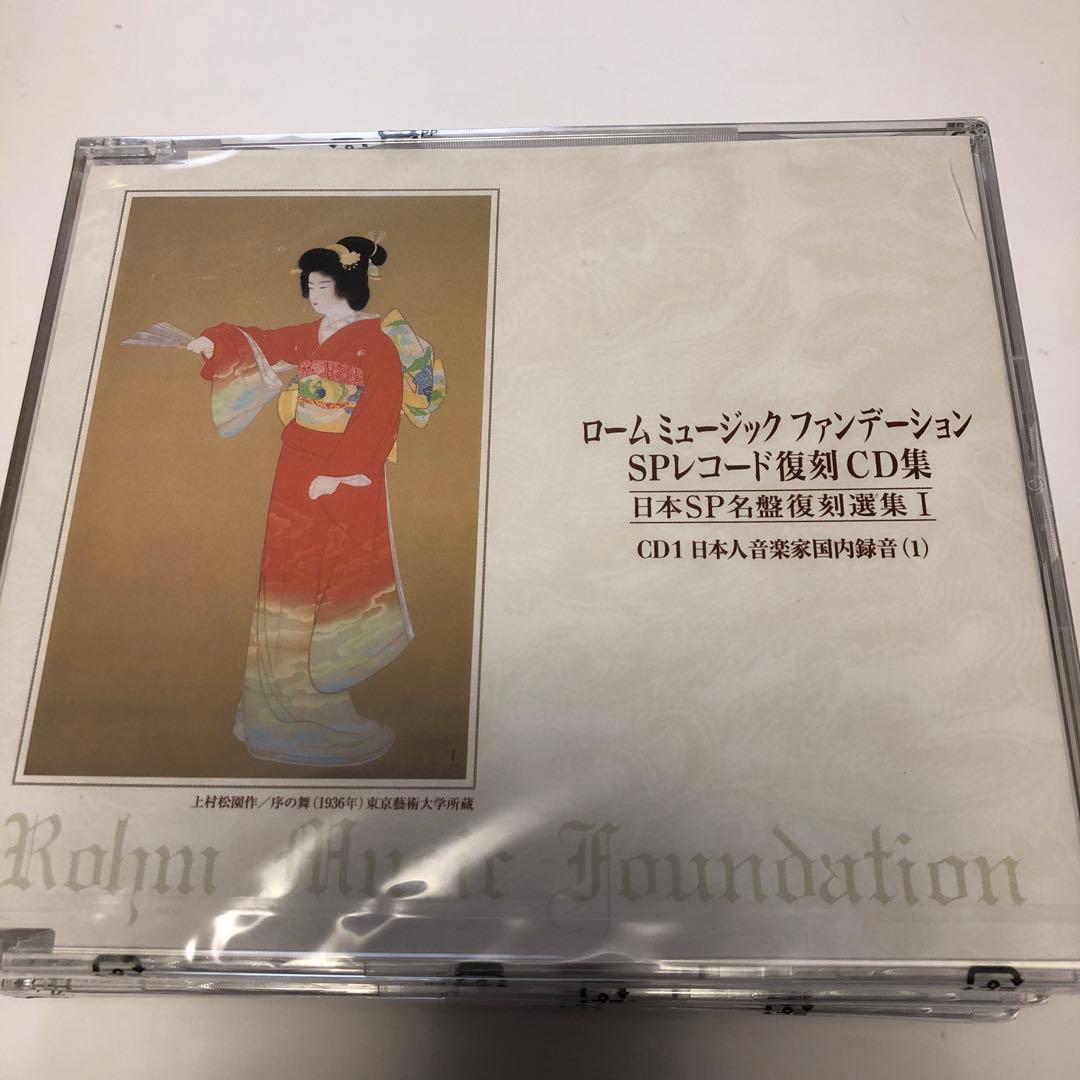 ローム ミュージック ファンデーション
SPレコード復刻 CD集
日本SP名盤復刻選集 I
CD1 日本人音楽家国内録音(1)
上村松園作／序の舞(1936年)東京藝術大学所蔵
Rohm Music Foundation